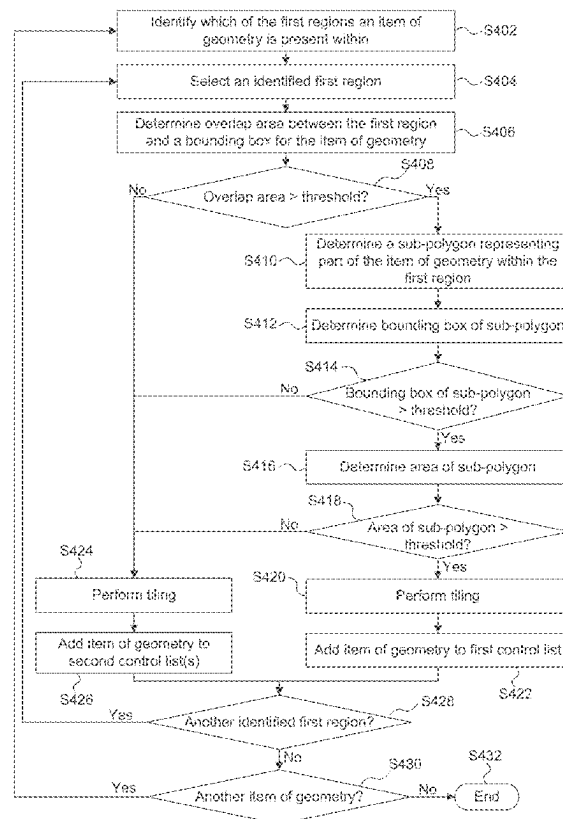 Identify which of the first regions an item of
geometry is present within
S402
Select an identified first region
S404
Determine overlap area between the first region
and a bounding box for the item of geometry
S406
S408
No
Overlap area > threshold?
Yes
S410
Determine a sub-polygon representing
part of the item of geometry within the
first region
S412
Determine bounding box of sub-polygon
S414
No
Bounding box of sub-polygon
> threshold?
Yes
S416
Determine area of sub-polygon
S418
No
Area of sub-polygon >
threshold?
Yes
S424
S420
Perform tiling
Perform tiling
Add item of geometry to
second control list(s)
Add item of geometry to first control list
S426
S422
Yes
Another identified first region?
S428
No
S430
S432
Yes
Another item of geometry?
No
End